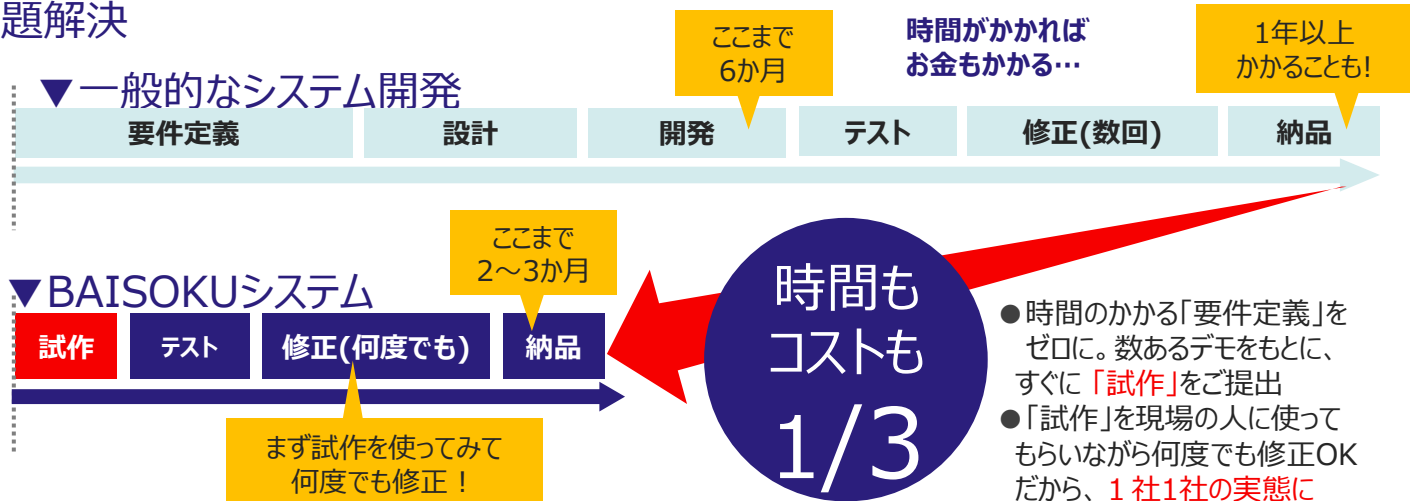 題解決
ここまで
6か月
時間がかかれば
お金もかかる…
1年以上
かかることも!
▼一般的なシステム開発
要件定義
設計
開発
テスト
修正(数回)
納品
ここまで
2～3か月
▼BAISOKUシステム
試作
テスト
修正(何度でも)
納品
まず試作を使ってみて
何度でも修正！
時間も
コストも
1/3
●時間のかかる「要件定義」を
ゼロに。数あるデモをもとに、
すぐに「試作」をご提出
●「試作」を現場の人に使って
もらいながら何度でも修正OK
だから、１社1社の実態に